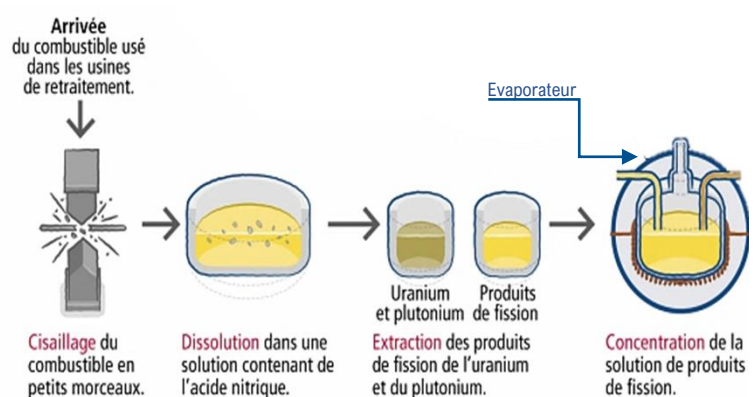 Arrivée
du combustible usé
dans les usines
de retraitement.
Evaporateur
Uranium
et plutonium
Produits
de fission
Cisaillage du
combustible en
petits morceaux.
Dissolution dans une
solution contenant de
l'acide nitrique.
Extraction des produits
de fission de l'uranium
et du plutonium.
Concentration de la
solution de produits
de fission.